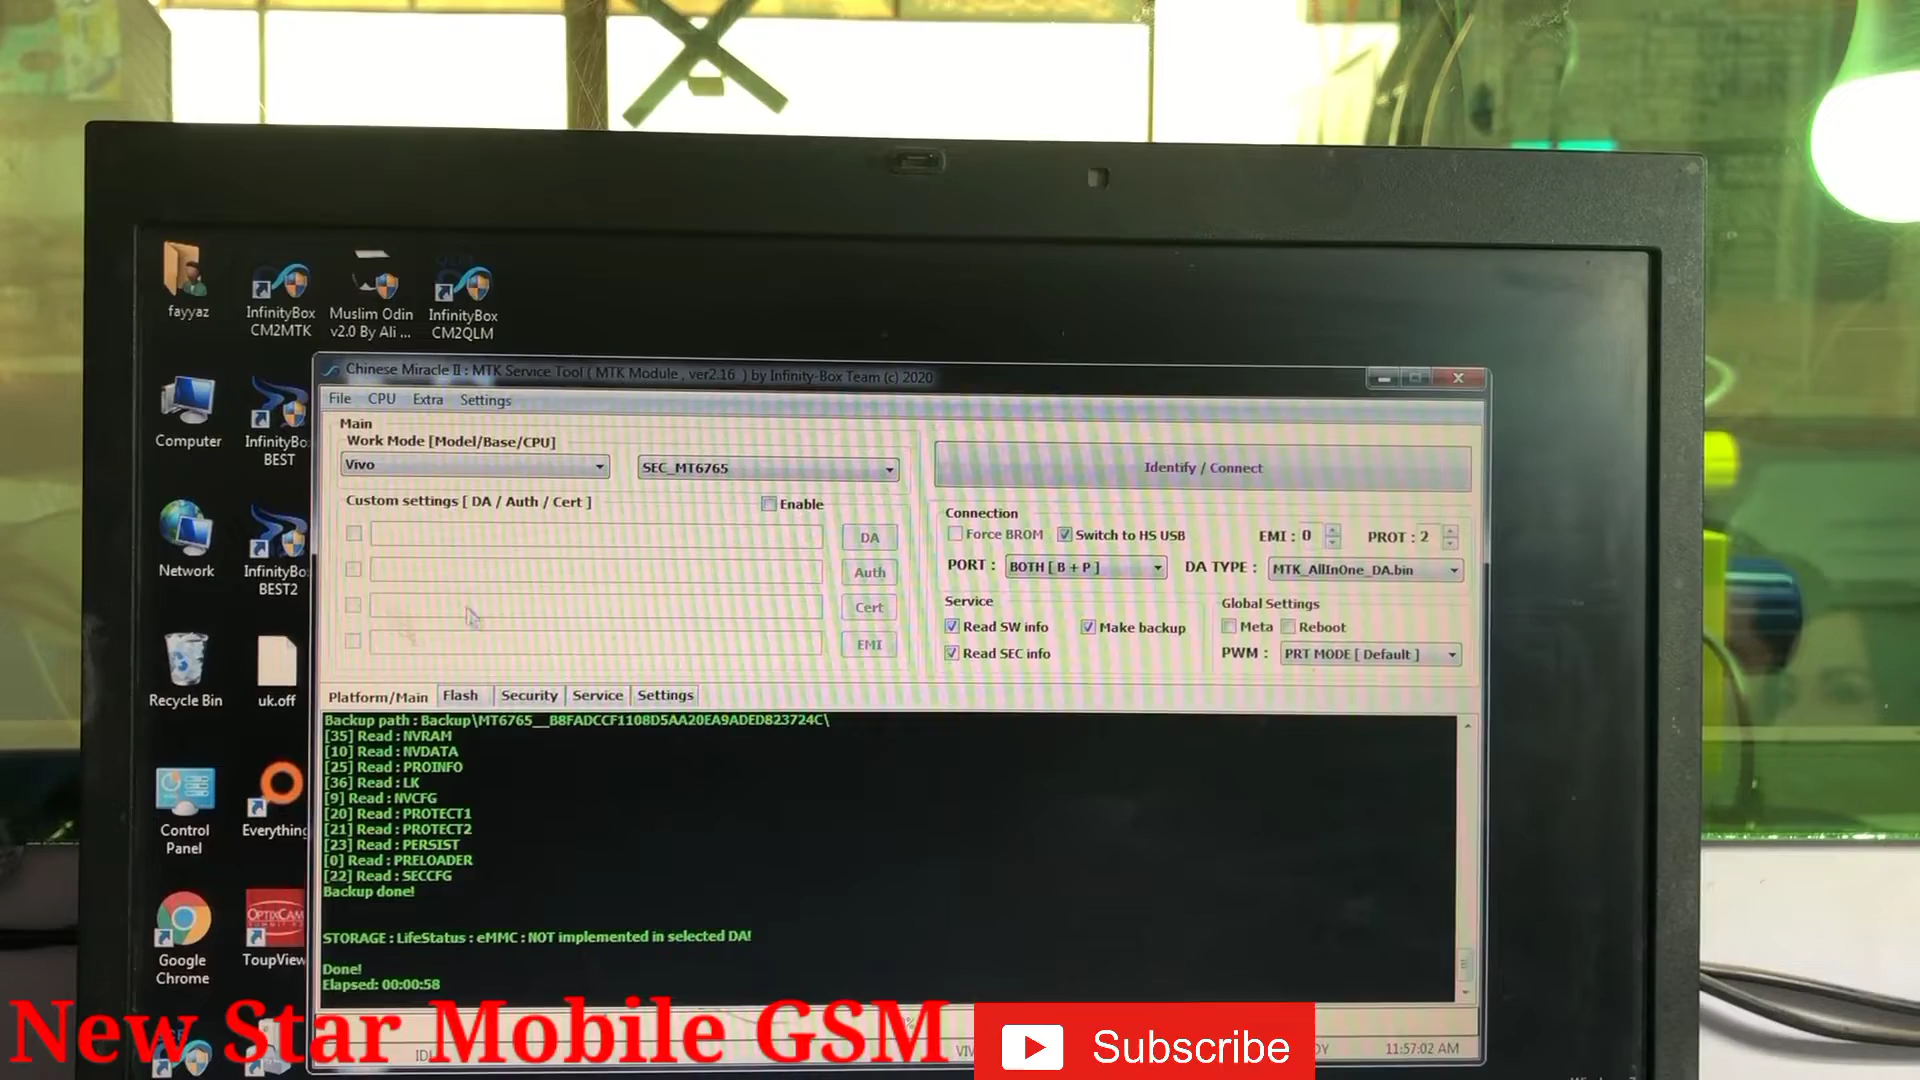 fayyaz
InfinityBox
CM2MTK
Muslim Odin
v2.0 By Ali ...
InfinityBox
CM2QLM
Computer
InfinityBo
BEST
Network
InfinityBo
BEST2
Recycle Bin
uk.off
Control
Panel
Everything
Google
Chrome
OPTIXCAM
ToupView
Chinese Miracle II : MTK Service Tool ( MTK Module , ver2.16 ) by Infinity-Box Team (c) 2020
File CPU Extra Settings
Main
Work Mode [Model/Base/CPU]
Vivo
SEC_MT6765
Identify / Connect
Custom settings [ DA / Auth / Cert ]
Enable
DA
Auth
Cert
EMI
Connection
Force BROM Switch to HS USB EMI : 0 PROT : 2
PORT : BOTH [ B + P ] DA TYPE : MTK_AllInOne_DA.bin
Service
Read SW info Make backup
Read SEC info
Global Settings
Meta Reboot
PWM : PRT MODE [ Default ]
Platform/Main Flash Security Service Settings
Backup path : Backup\MT6765__B8FADCCF1108D5AA20EA9ADED823724C\
[35] Read : NVRAM
[10] Read : NVDATA
[25] Read : PROINFO
[36] Read : LK
[9] Read : NVCFG
[20] Read : PROTECT1
[21] Read : PROTECT2
[23] Read : PERSIST
[0] Read : PRELOADER
[22] Read : SECCFG
Backup done!
STORAGE : LifeStatus : eMMC : NOT implemented in selected DA!
Done!
Elapsed: 00:00:58
11:57:02 AM
New Star Mobile GSM
Subscribe